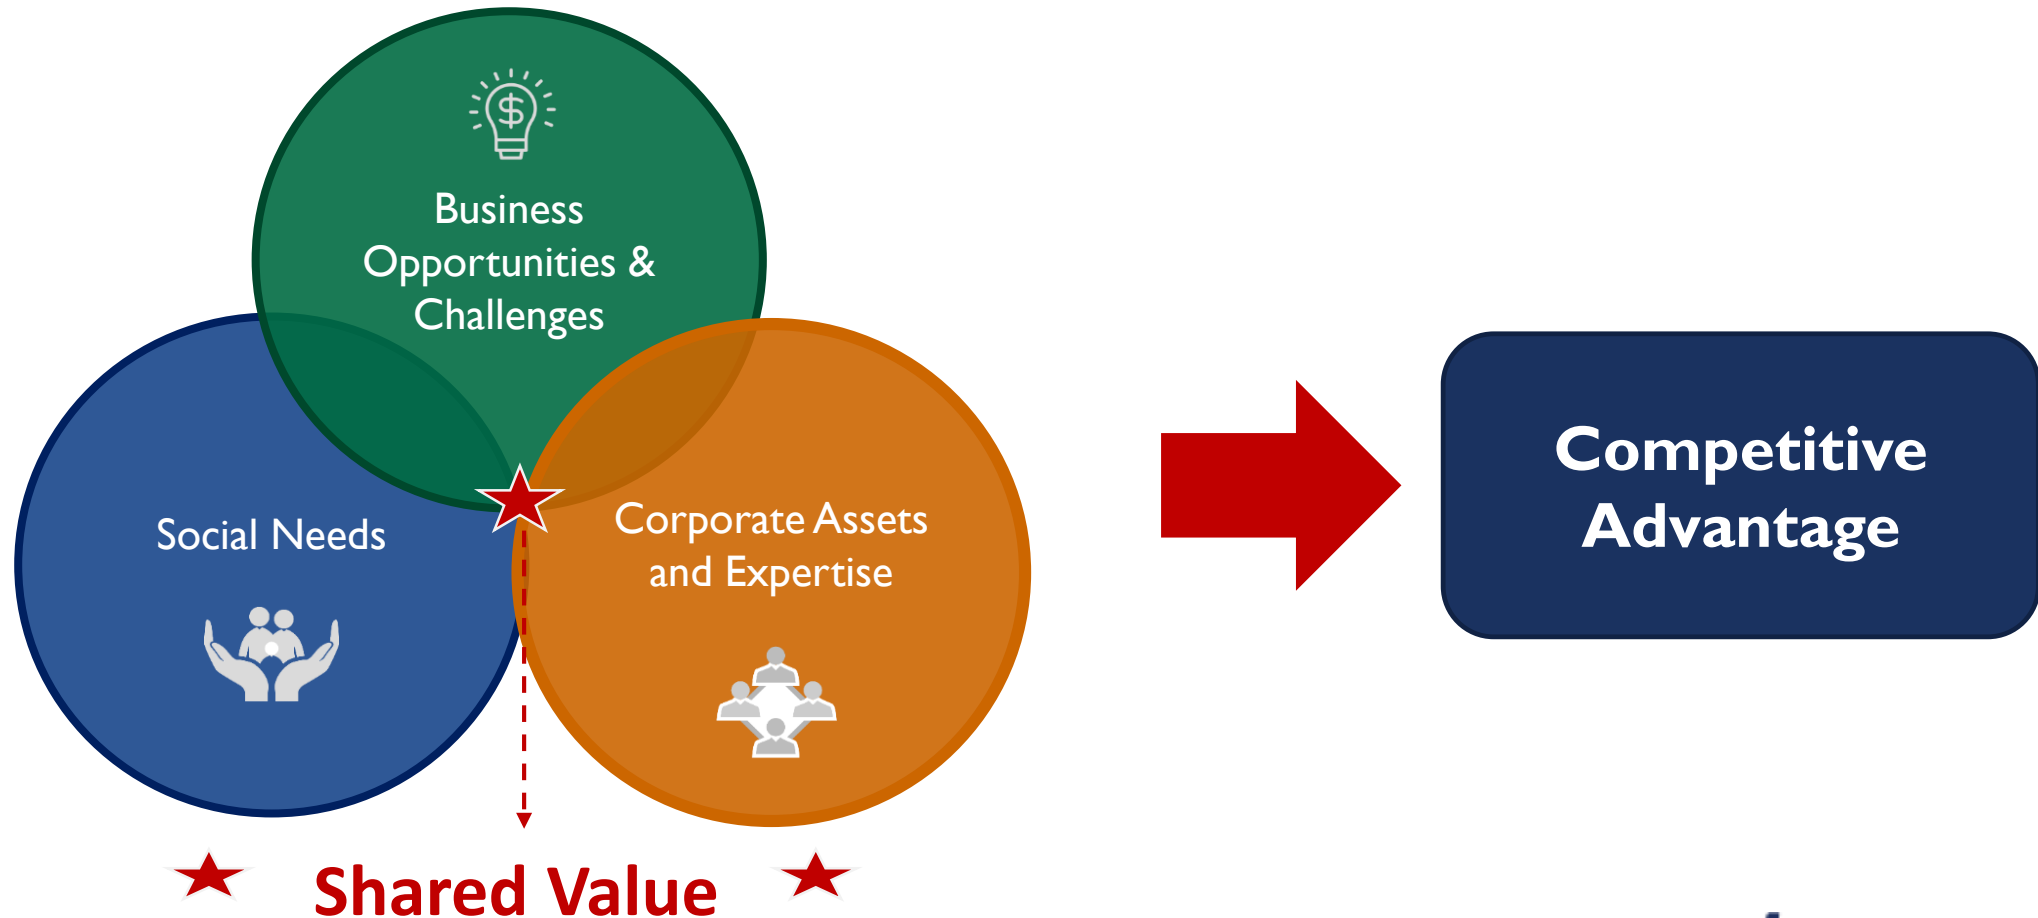 Business
Opportunities &
Challenges
Social Needs
Corporate Assets
and Expertise
Shared Value
Competitive
Advantage